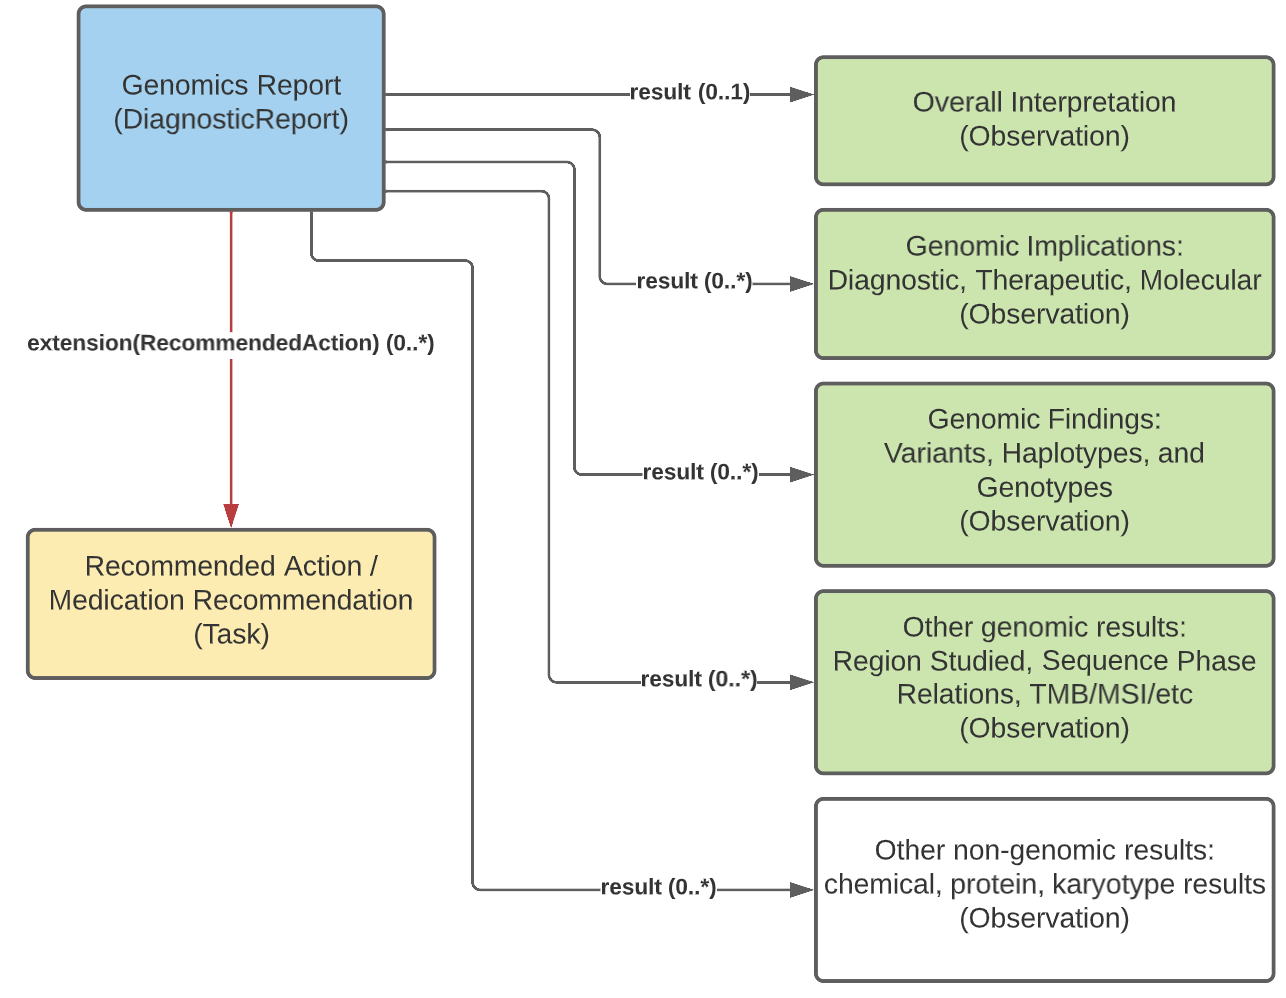 Genomics Report
(DiagnosticReport)
result (0..1)
Overall Interpretation
(Observation)
result (0..*)
Genomic Implications:
Diagnostic, Therapeutic, Molecular
(Observation)
extension(RecommendedAction) (0..*)
result (0..*)
Genomic Findings:
Variants, Haplotypes, and
Genotypes
(Observation)
Recommended Action /
Medication Recommendation
(Task)
result (0..*)
Other genomic results:
Region Studied, Sequence Phase
Relations, TMB/MSI/etc
(Observation)
result (0..*)
Other non-genomic results:
chemical, protein, karyotype results
(Observation)